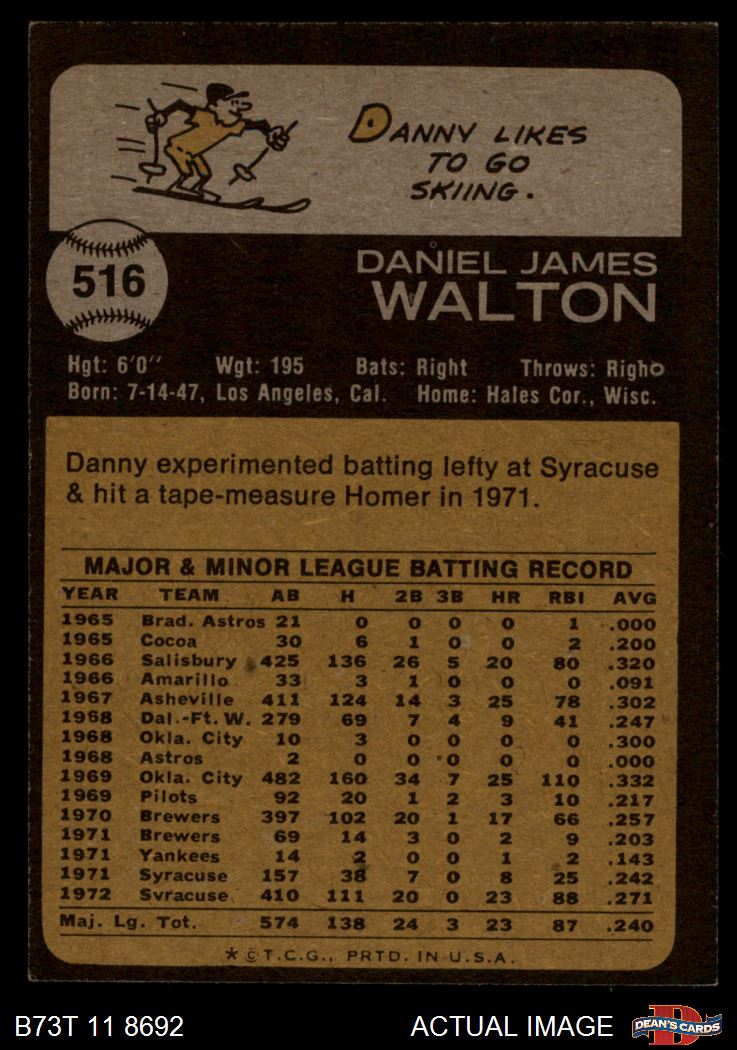 DANNY LIKES
TO GO
SKIING.
516
DANIEL JAMES
WALTON
Hgt: 6'0" Wgt: 195 Bats: Right Throws: Right
Born: 7-14-47, Los Angeles, Cal. Home: Hales Cor., Wisc.
Danny experimented batting lefty at Syracuse
& hit a tape-measure Homer in 1971.
MAJOR & MINOR LEAGUE BATTING RECORD
YEAR TEAM AB H 2B 3B HR RBI AVG
1965 Brad. Astros 21 0 0 0 0 1 .000
1965 Cocoa 30 6 1 0 0 2 .200
1966 Salisbury 425 136 26 5 20 80 .320
1966 Amarillo 33 3 1 0 0 0 .091
1967 Asheville 411 124 14 3 25 78 .302
1968 Dal.-Ft. W. 279 69 7 4 9 41 .247
1968 Okla. City 10 3 0 0 0 0 .300
1968 Astros 2 0 0 0 0 0 .000
1969 Okla. City 482 160 34 7 25 110 .332
1969 Pilots 92 20 1 2 3 10 .217
1970 Brewers 397 102 20 1 17 66 .257
1971 Brewers 69 14 3 0 2 9 .203
1971 Yankees 14 2 0 0 1 2 .143
1971 Syracuse 157 38 7 0 8 25 .242
1972 Syracuse 410 111 20 0 23 88 .271
Maj. Lg. Tot. 574 138 24 3 23 87 .240
*©T.C.G., PRTD. IN U.S.A.
B73T 11 8692 ACTUAL IMAGE D DEAN'S CARDS